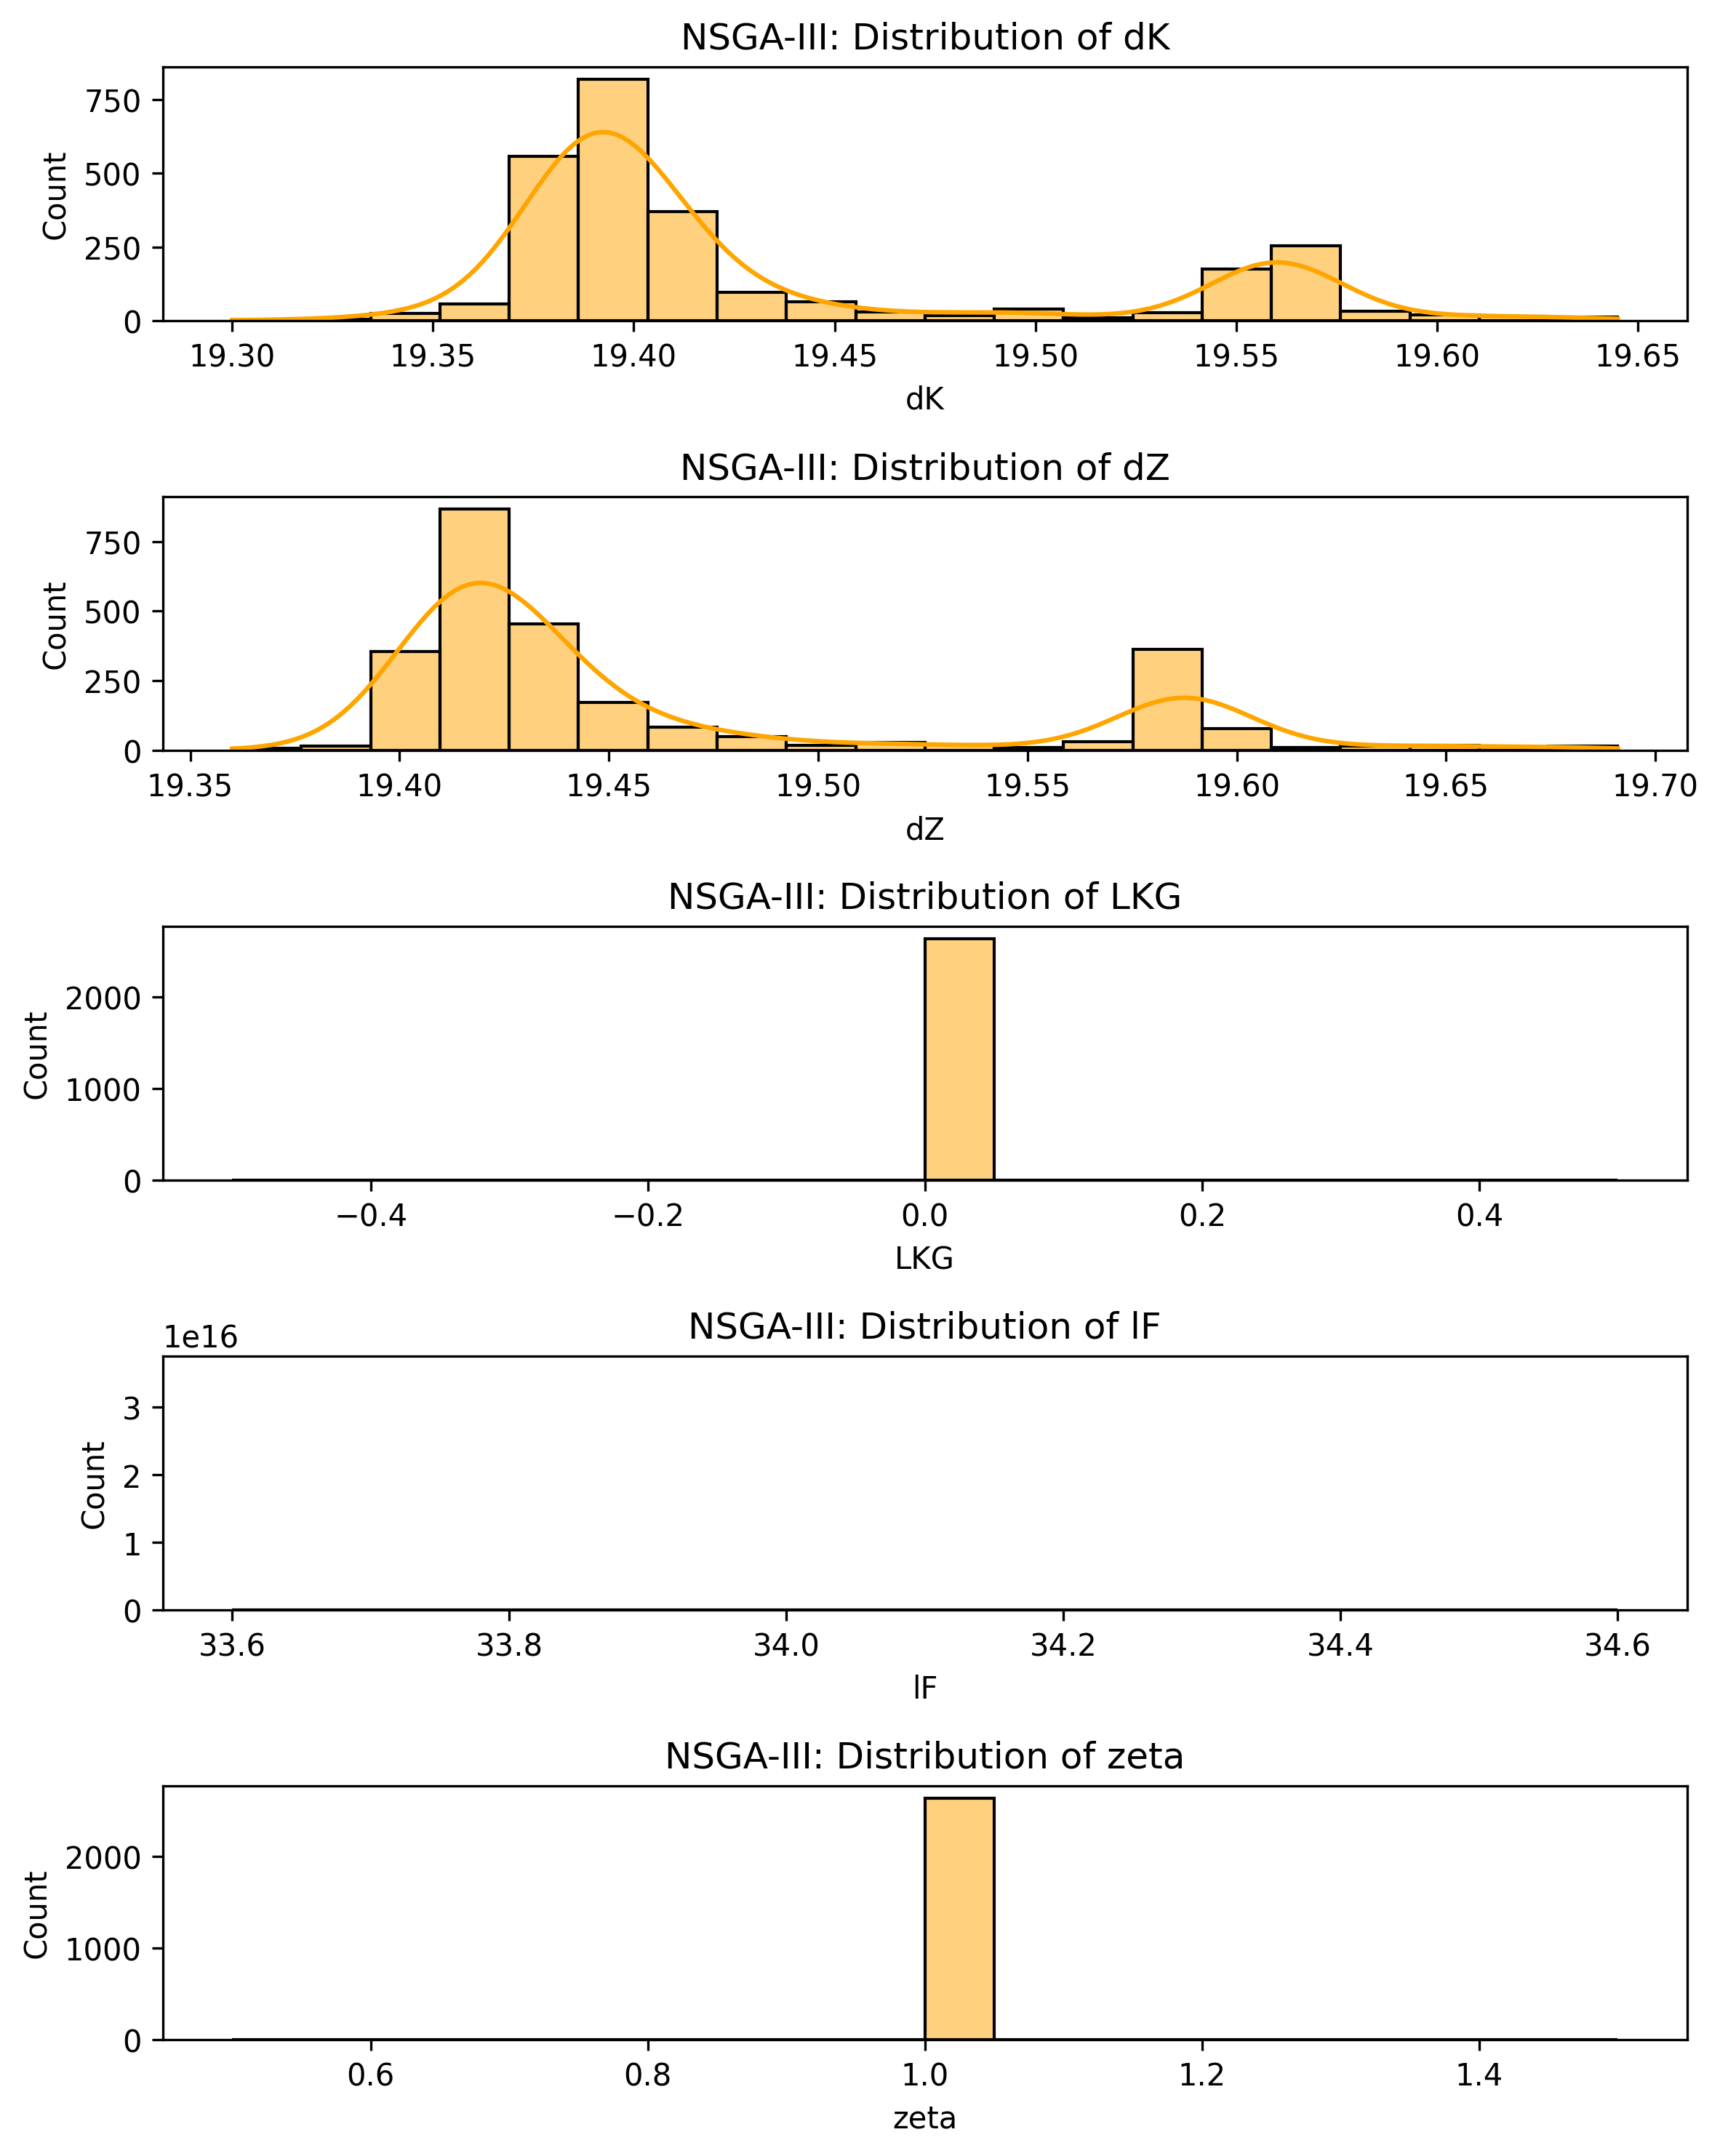 NSGA-III: Distribution of dK
750
500
250
0
Count
19.30 19.35 19.40 19.45 19.50 19.55 19.60 19.65
dK
NSGA-III: Distribution of dZ
750
500
250
0
Count
19.35 19.40 19.45 19.50 19.55 19.60 19.65 19.70
dZ
NSGA-III: Distribution of LKG
2000
1000
0
Count
−0.4 −0.2 0.0 0.2 0.4
LKG
NSGA-III: Distribution of lF
1e16
3
2
1
0
Count
33.6 33.8 34.0 34.2 34.4 34.6
lF
NSGA-III: Distribution of zeta
2000
1000
0
Count
0.6 0.8 1.0 1.2 1.4
zeta